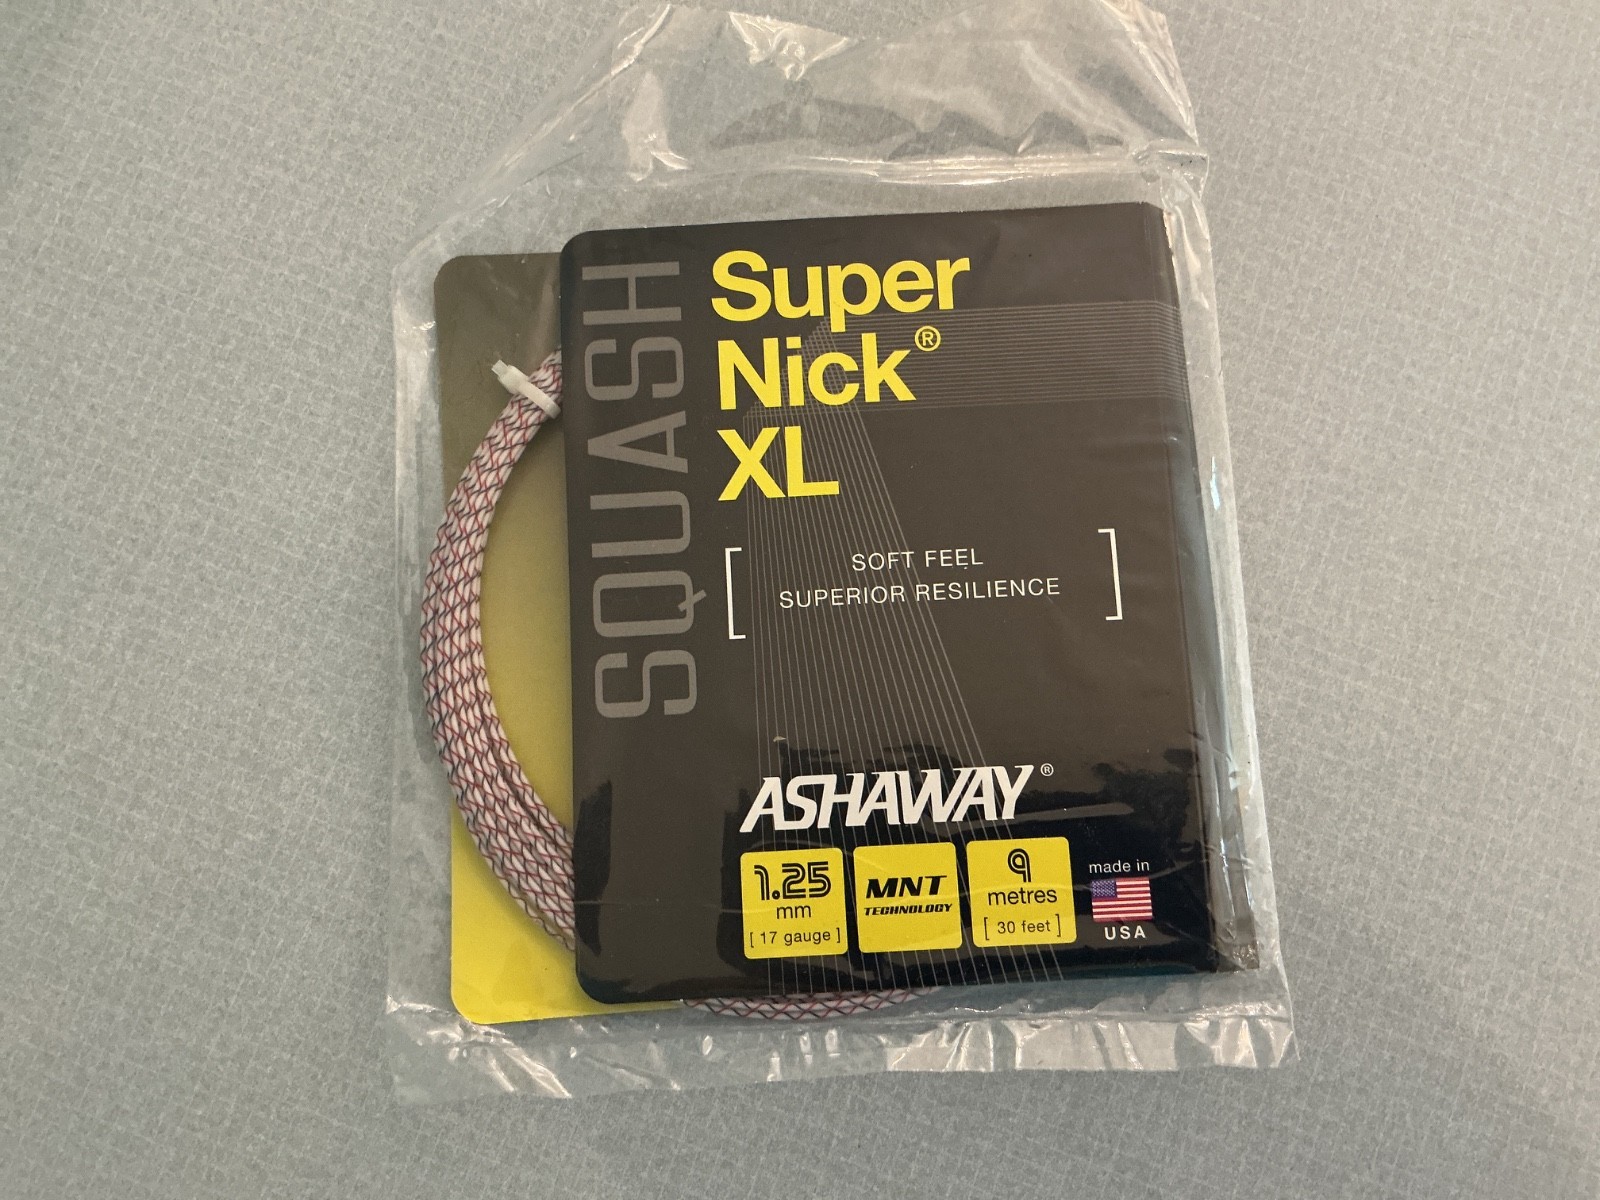 SQUASH
Super
Nick®
XL
SOFT FEEL
SUPERIOR RESILIENCE
ASHAWAY®
1.25
mm
[ 17 gauge ]
MNT
TECHNOLOGY
9
metres
[ 30 feet ]
made in
USA